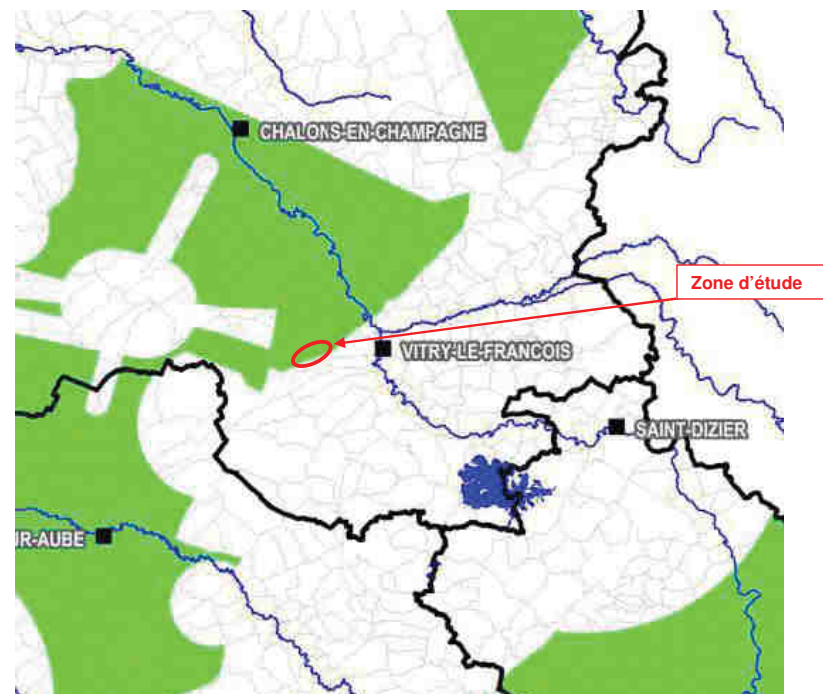 CHALONS-EN-CHAMPAGNE
Zone d'étude
VITRY-LE-FRANCOIS
SAINT-DIZIER
UR-AUBE